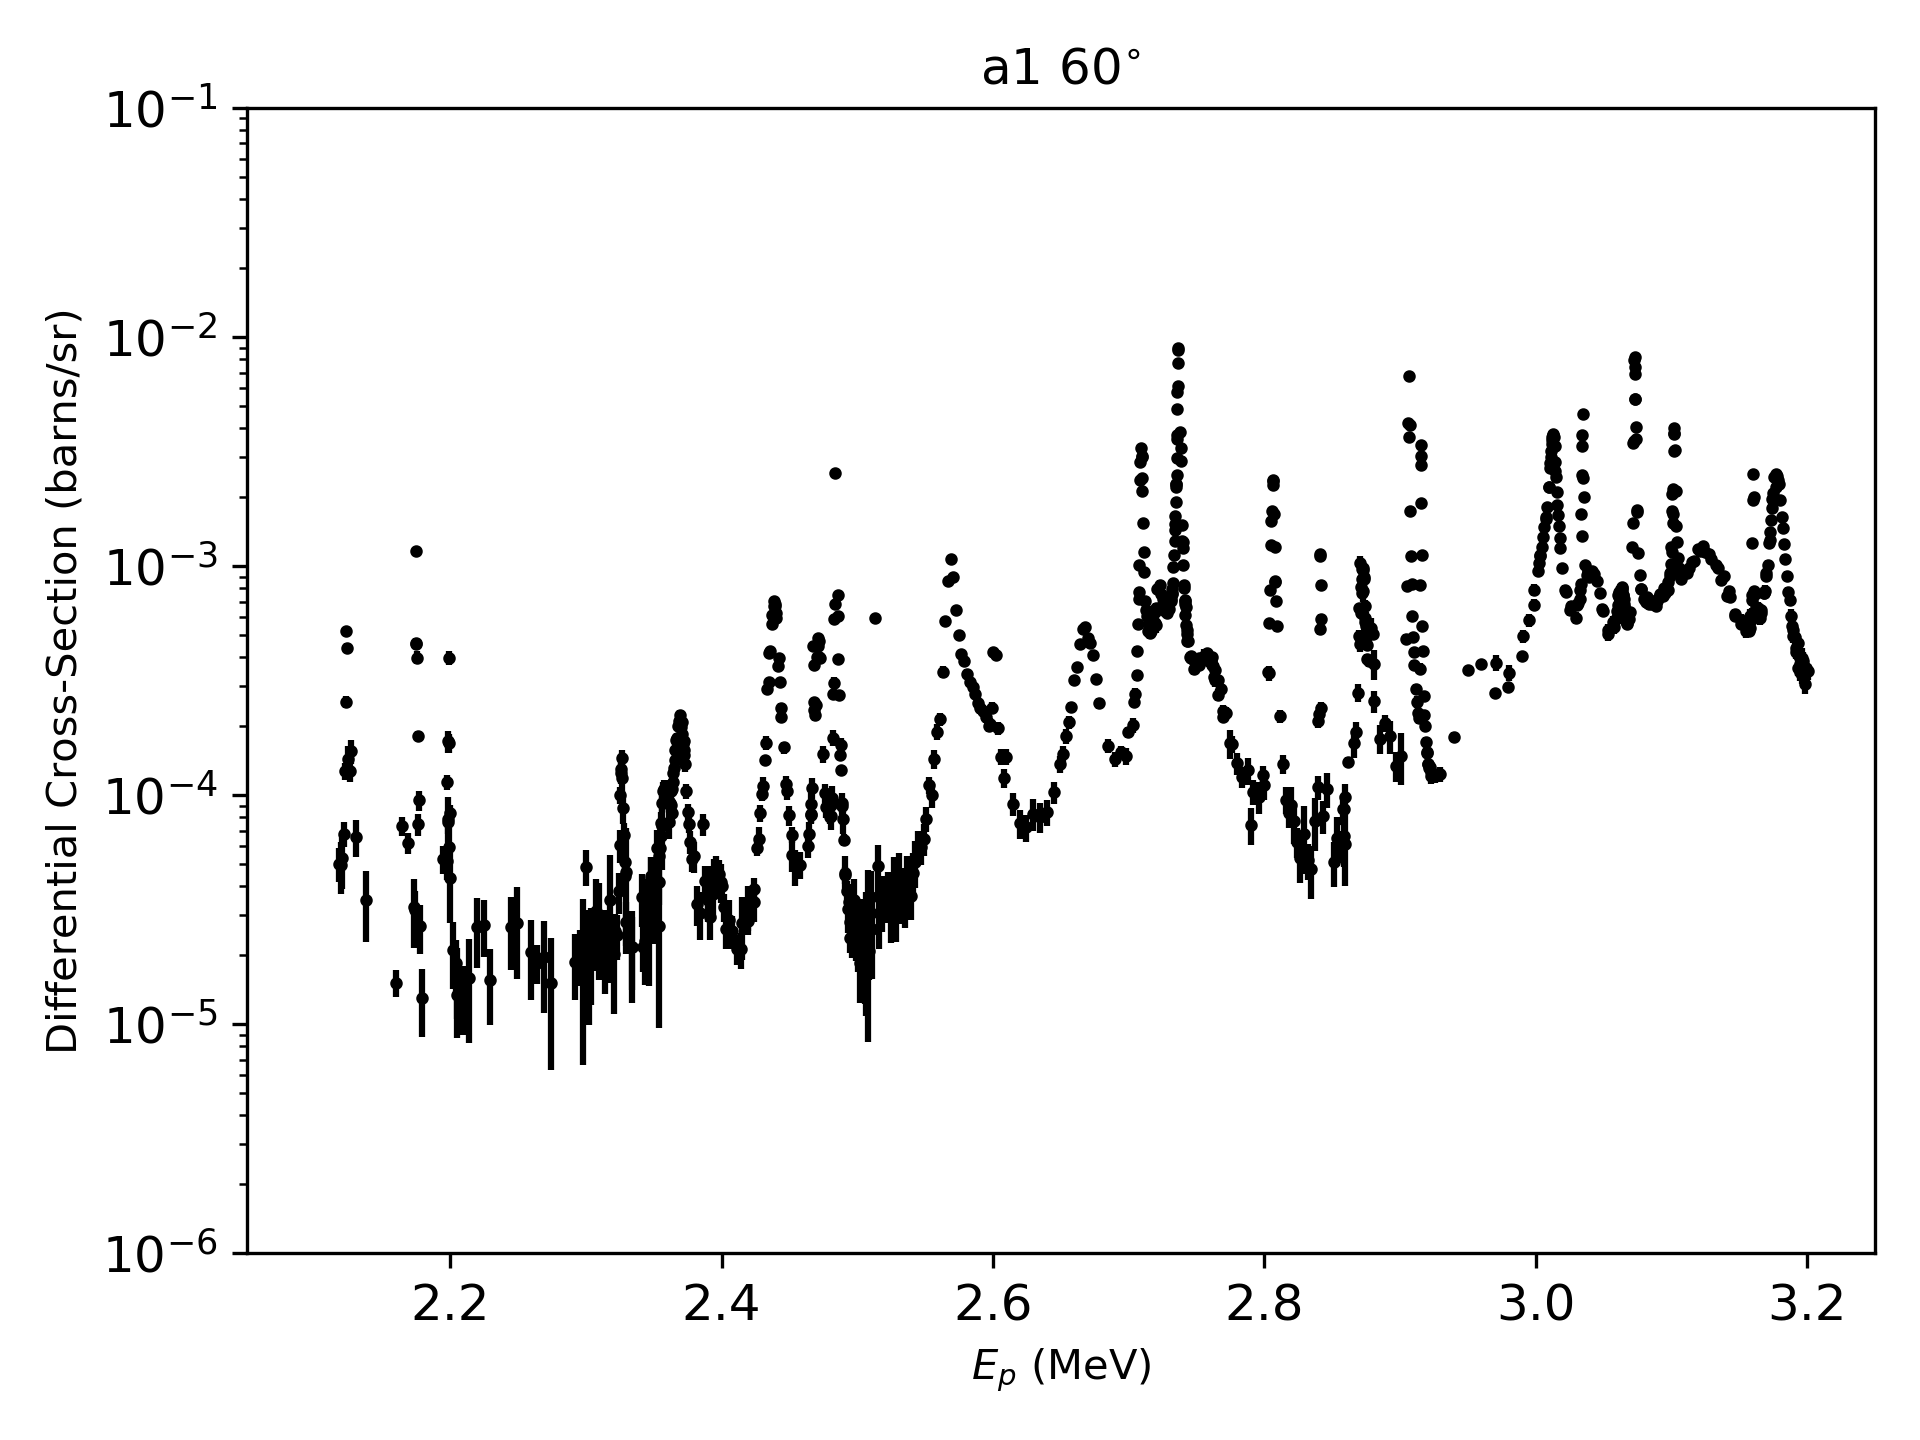 a1 60°
10⁻¹
10⁻²
10⁻³
10⁻⁴
10⁻⁵
10⁻⁶
Differential Cross-Section (barns/sr)
2.2 2.4 2.6 2.8 3.0 3.2
Eₚ (MeV)